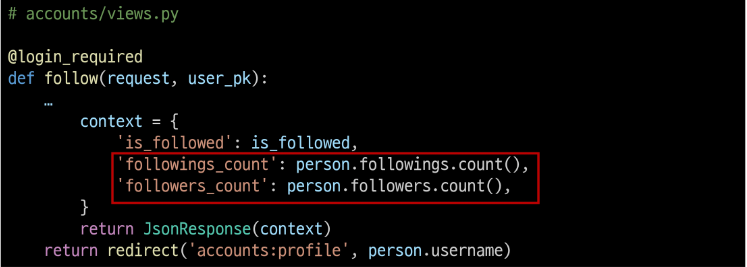 # accounts/views.py
@login_required
def follow(request, user_pk):
…
context = {
'is_followed': is_followed,
'followings_count': person.followings.count(),
'followers_count': person.followers.count(),
}
return JsonResponse(context)
return redirect('accounts:profile', person.username)